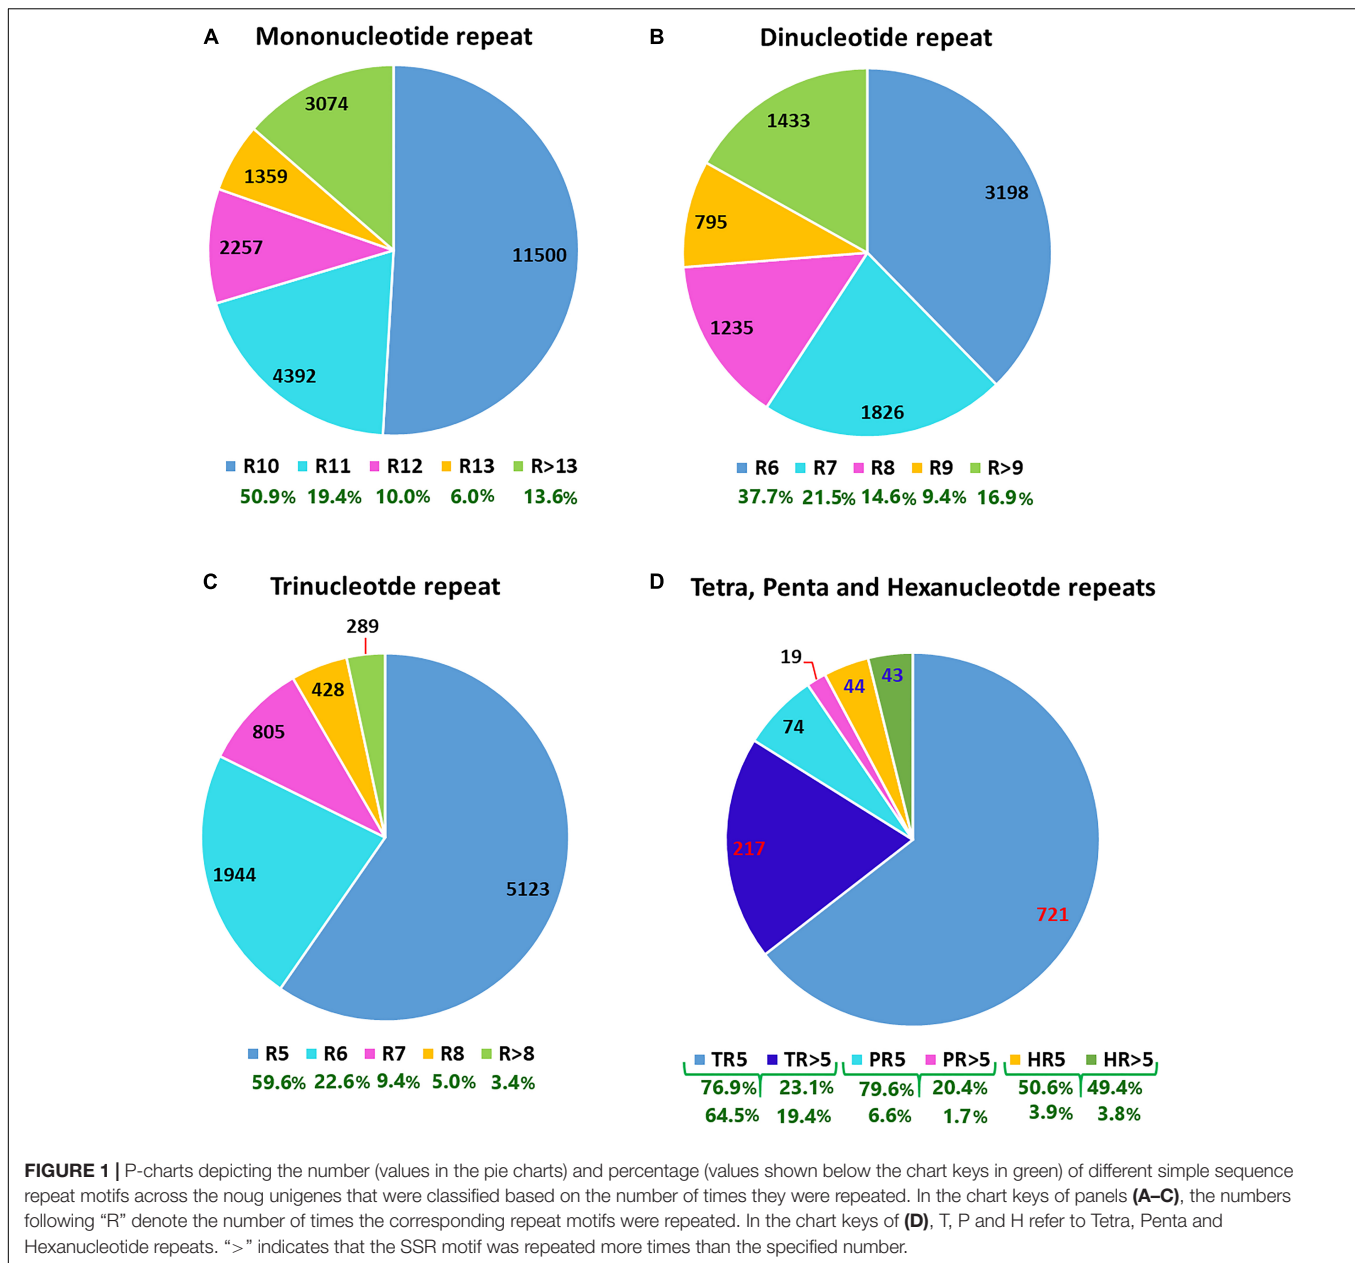 A Mononucleotide repeat
3074
1359
2257
11500
4392
R10 R11 R12 R13 R>13
50.9% 19.4% 10.0% 6.0% 13.6%
B Dinucleotide repeat
1433
3198
795
1235
1826
R6 R7 R8 R9 R>9
37.7% 21.5% 14.6% 9.4% 16.9%
C Trinucleotde repeat
289
428
805
1944
5123
R5 R6 R7 R8 R>8
59.6% 22.6% 9.4% 5.0% 3.4%
D Tetra, Penta and Hexanucleotde repeats
19
44
43
74
217
721
TR5 TR>5 PR5 PR>5 HR5 HR>5
76.9% 23.1% 79.6% 20.4% 50.6% 49.4%
64.5% 19.4% 6.6% 1.7% 3.9% 3.8%
FIGURE 1 | P-charts depicting the number (values in the pie charts) and percentage (values shown below the chart keys in green) of different simple sequence
repeat motifs across the noug unigenes that were classified based on the number of times they were repeated. In the chart keys of panels (A–C), the numbers
following “R” denote the number of times the corresponding repeat motifs were repeated. In the chart keys of (D), T, P and H refer to Tetra, Penta and
Hexanucleotide repeats. “>” indicates that the SSR motif was repeated more times than the specified number.